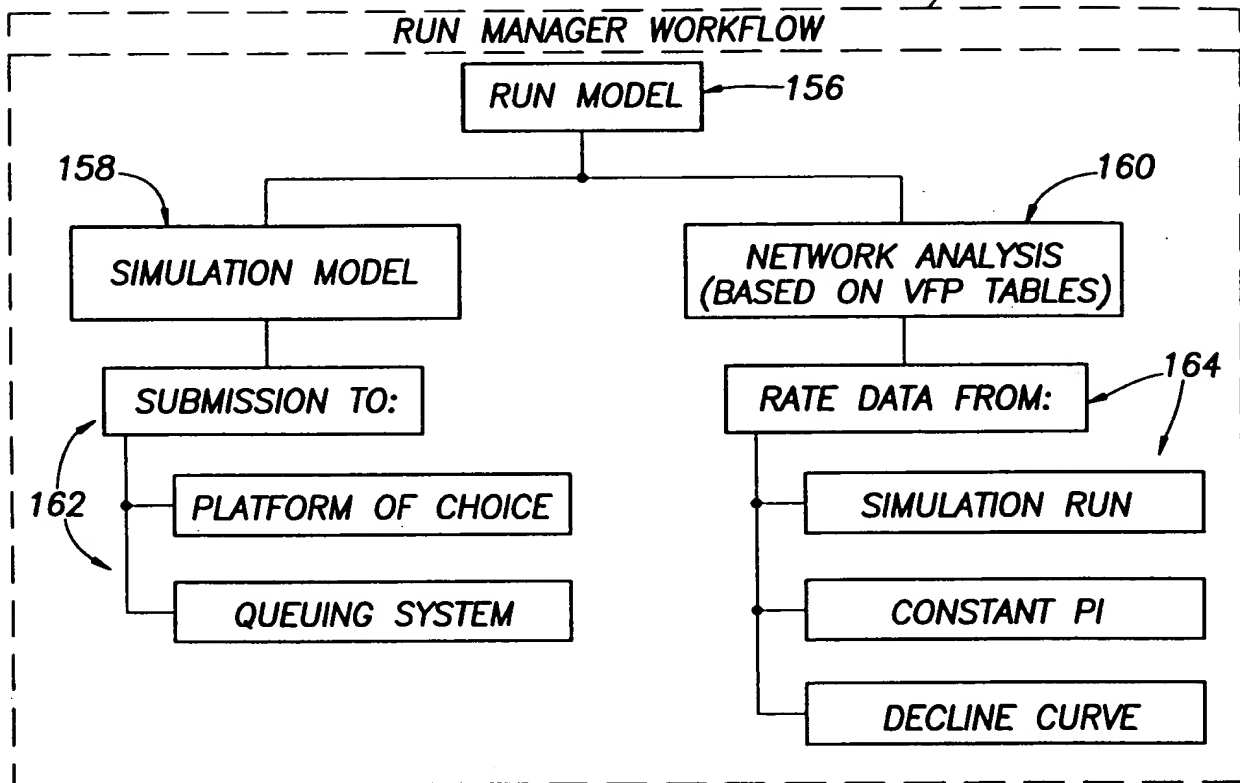 RUN MANAGER WORKFLOW
RUN MODEL
156
158
160
SIMULATION MODEL
NETWORK ANALYSIS
(BASED ON VFP TABLES)
SUBMISSION TO:
RATE DATA FROM:
164
162
PLATFORM OF CHOICE
SIMULATION RUN
QUEUING SYSTEM
CONSTANT PI
DECLINE CURVE